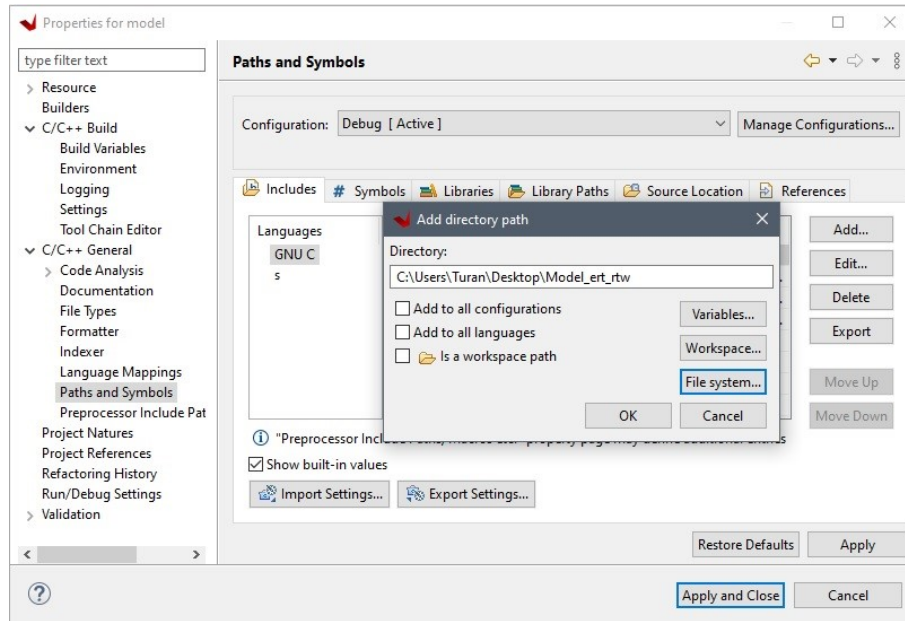 Properties for model
type filter text
Resource
Builders
C/C++ Build
Build Variables
Environment
Logging
Settings
Tool Chain Editor
C/C++ General
Code Analysis
Documentation
File Types
Formatter
Indexer
Language Mappings
Paths and Symbols
Preprocessor Include Pat
Project Natures
Project References
Refactoring History
Run/Debug Settings
Validation
Paths and Symbols
Configuration: Debug [ Active ]
Manage Configurations...
Includes # Symbols Libraries Library Paths Source Location References
Languages
GNU C
s
Add directory path
Directory:
C:\Users\Turan\Desktop\Model_ert_rtw
Add to all configurations
Add to all languages
Is a workspace path
Variables...
Workspace...
File system...
OK
Cancel
Add...
Edit...
Delete
Export
Move Up
Move Down
"Preprocessor Include
Show built-in values
Import Settings...
Export Settings...
Restore Defaults
Apply
Apply and Close
Cancel